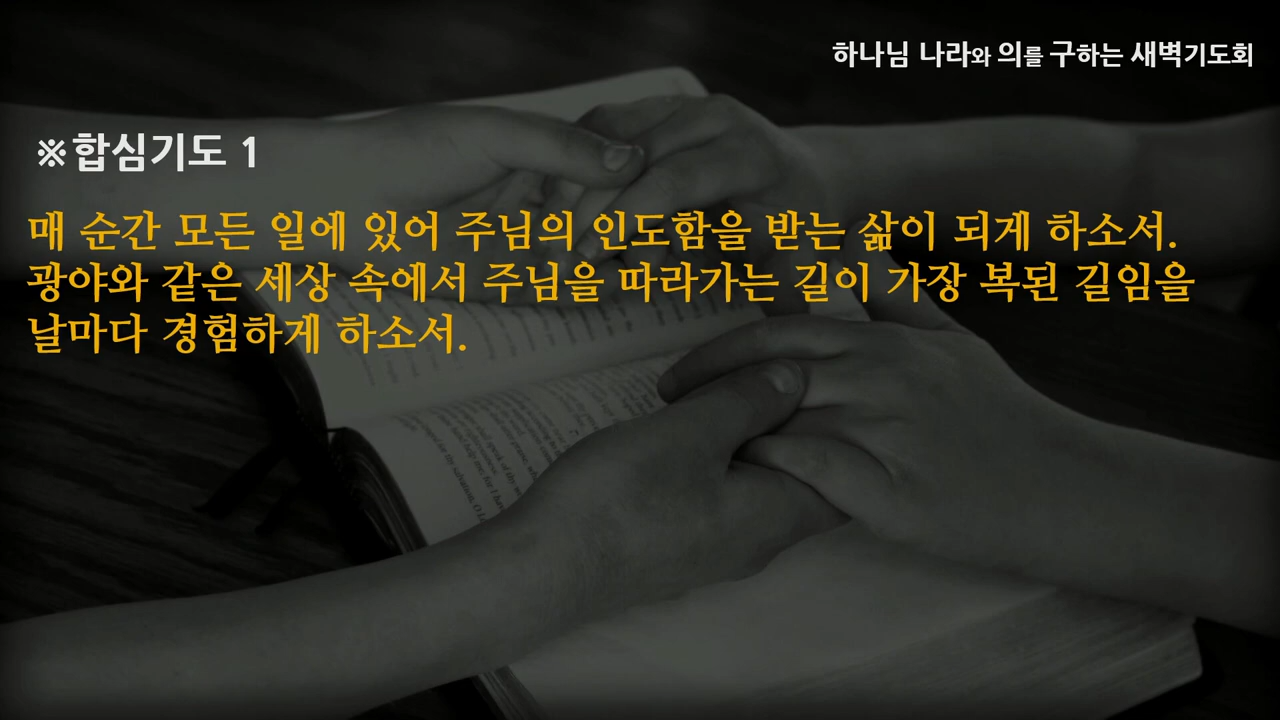 하나님 나라와 의를 구하는 새벽기도회
※합심기도 1
매 순간 모든 일에 있어 주님의 인도함을 받는 삶이 되게 하소서.
광야와 같은 세상 속에서 주님을 따라가는 길이 가장 복된 길임을
날마다 경험하게 하소서.